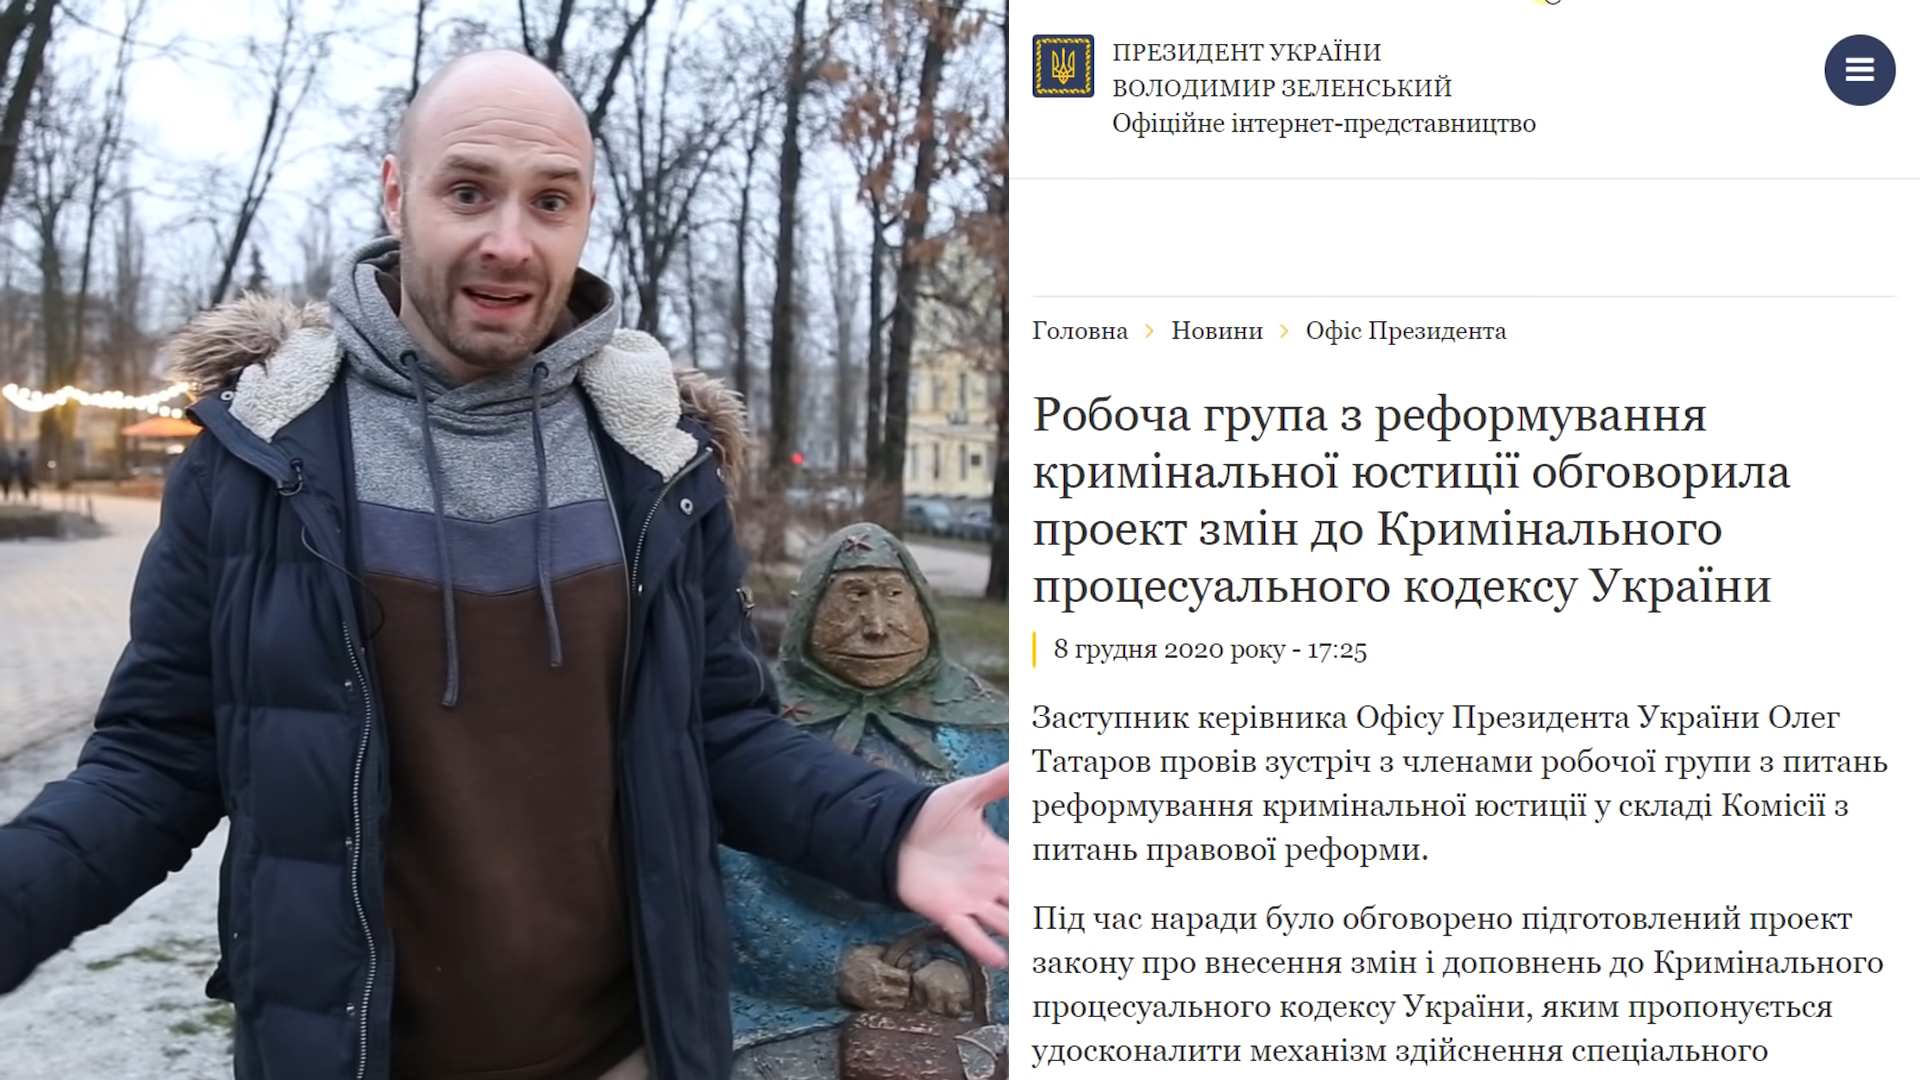 ПРЕЗИДЕНТ УКРАЇНИ
ВОЛОДИМИР ЗЕЛЕНСЬКИЙ
Офіційне інтернет-представництво
Головна > Новини > Офіс Президента
Робоча група з реформування
кримінальної юстиції обговорила
проект змін до Кримінального
процесуального кодексу України
8 грудня 2020 року - 17:25
Заступник керівника Офісу Президента України Олег
Татаров провів зустріч з членами робочої групи з питань
реформування кримінальної юстиції у складі Комісії з
питань правової реформи.
Під час наради було обговорено підготовлений проект
закону про внесення змін і доповнень до Кримінального
процесуального кодексу України, яким пропонується
удосконалити механізм здійснення спеціального